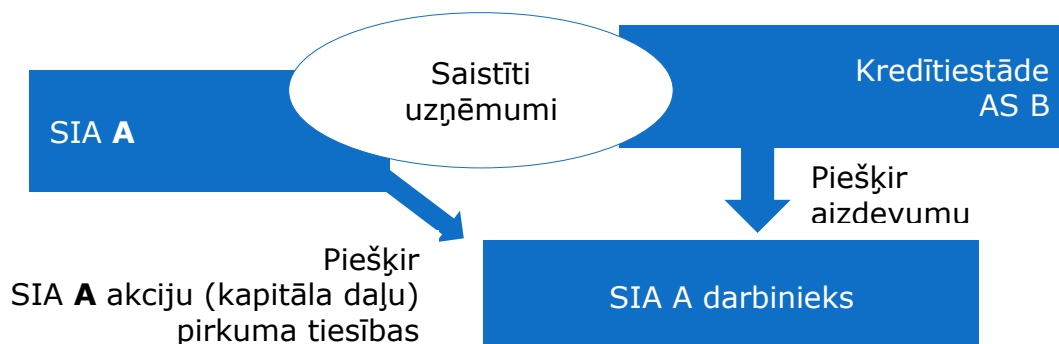 Saistīti
uzņēmumi
Kredītiestāde
AS B
SIA A
Piešķir
aizdevumu
Piešķir
SIA A akciju (kapitāla daļu)
pirkuma tiesības
SIA A darbinieks